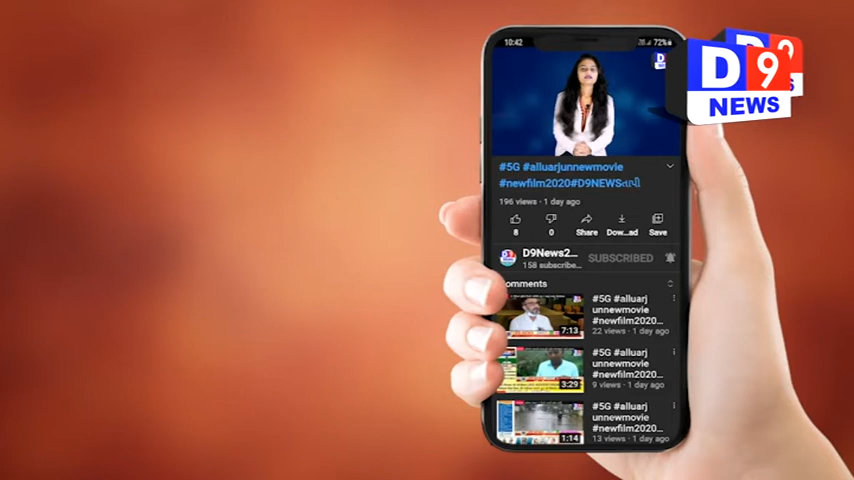 10:42
72%
D9
NEWS
#5G #alluarjunnewmovie
#newfilm2020#D9NEWSતાપી
196 views · 1 day ago
8
0
Share
Dow...ad
Save
D9News2...
158 subscribe...
SUBSCRIBED
omments
#5G #alluarj
unnewmovie
#newfilm2020...
22 views · 1 day ago
7:13
#5G #alluarj
unnewmovie
#newfilm2020...
9 views · 1 day ago
3:29
#5G #alluarj
unnewmovie
#newfilm2020...
13 views · 1 day ago
1:14